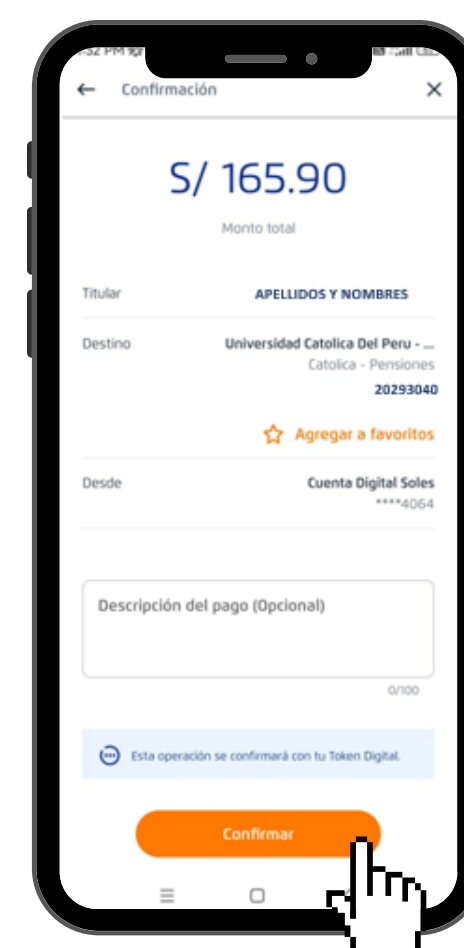 Confirmación
S/ 165.90
Monto total
Titular APELLIDOS Y NOMBRES
Destino Universidad Catolica Del Peru - ...
Catolica - Pensiones
20293040
Agregar a favoritos
Desde Cuenta Digital Soles
****4064
Descripción del pago (Opcional)
0/100
Esta operación se confirmará con tu Token Digital.
Confirmar